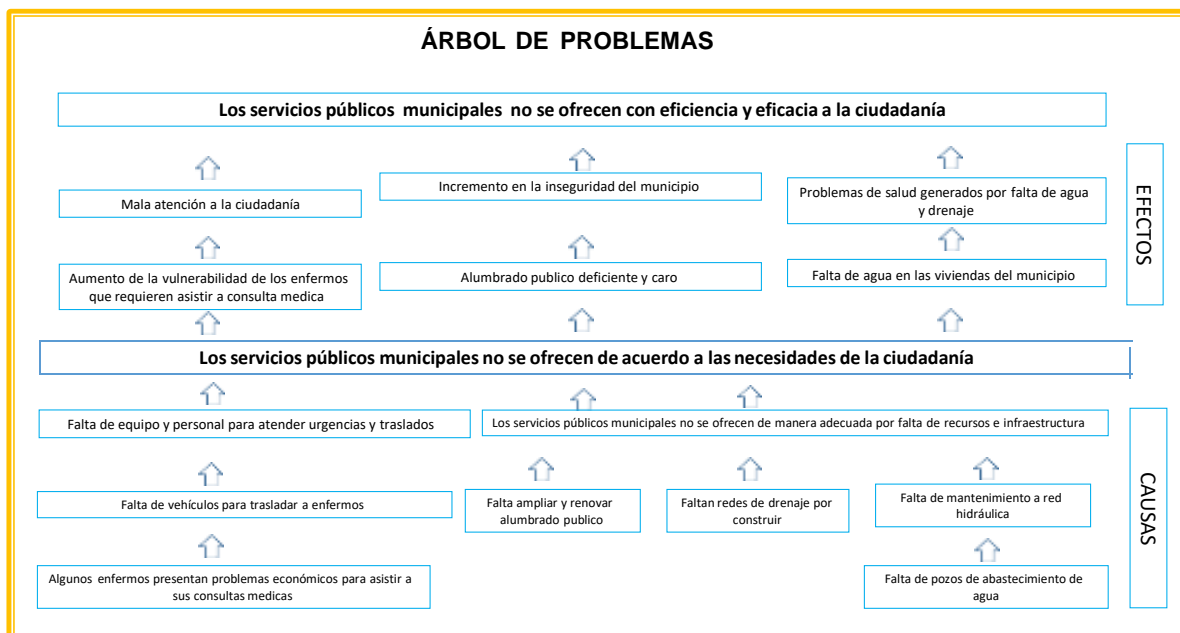 ÁRBOL DE PROBLEMAS
Los servicios públicos municipales no se ofrecen con eficiencia y eficacia a la ciudadanía
EFECTOS
Mala atención a la ciudadanía
Incremento en la inseguridad del municipio
Problemas de salud generados por falta de agua
y drenaje
Aumento de la vulnerabilidad de los enfermos
que requieren asistir a consulta medica
Alumbrado publico deficiente y caro
Falta de agua en las viviendas del municipio
Los servicios públicos municipales no se ofrecen de acuerdo a las necesidades de la ciudadanía
CAUSAS
Falta de equipo y personal para atender urgencias y traslados
Los servicios públicos municipales no se ofrecen de manera adecuada por falta de recursos e infraestructura
Falta de vehículos para trasladar a enfermos
Falta ampliar y renovar
alumbrado publico
Faltan redes de drenaje por
construir
Falta de mantenimiento a red
hidráulica
Algunos enfermos presentan problemas económicos para asistir a
sus consultas medicas
Falta de pozos de abastecimiento de
agua